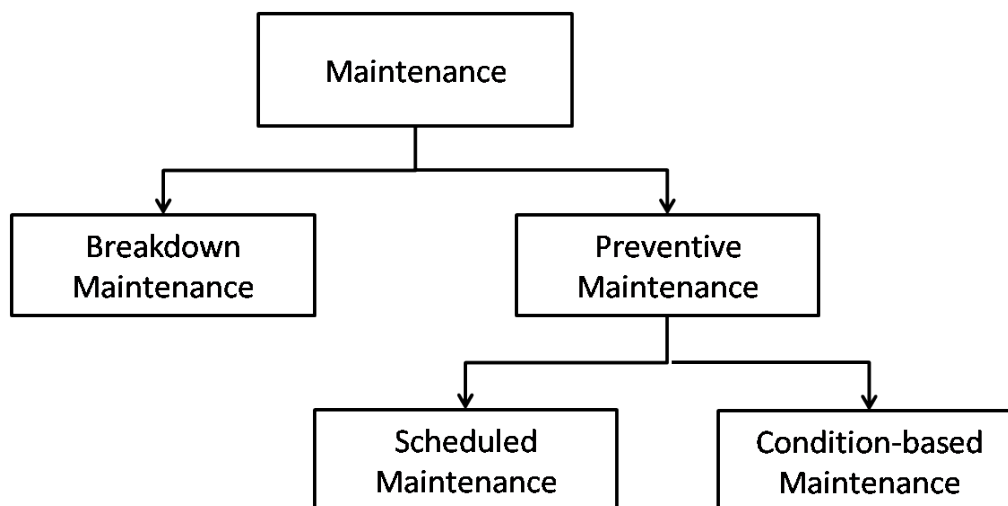 Maintenance
Breakdown
Maintenance
Preventive
Maintenance
Scheduled
Maintenance
Condition-based
Maintenance